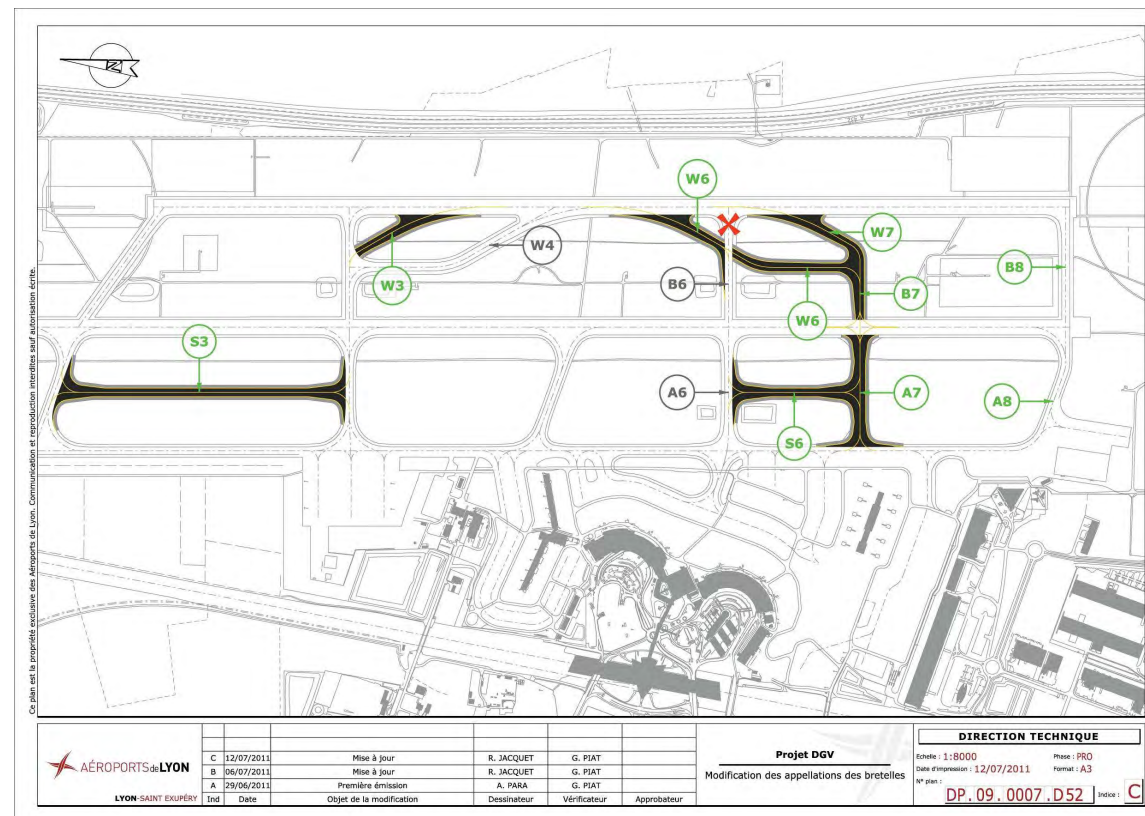 N
W6
W7
W4
B8
B6
W3
B7
W6
S3
A6
A7
A8
S6
Ce plan est la propriété exclusive des Aéroports de Lyon. Communication et reproduction interdites sauf autorisation écrite.
AÉROPORTS de LYON
LYON-SAINT EXUPÉRY
C 12/07/2011 Mise à jour R. JACQUET G. PIAT
B 06/07/2011 Mise à jour R. JACQUET G. PIAT
A 29/06/2011 Première émission A. PARA G. PIAT
Ind Date Objet de la modification Dessinateur Vérificateur Approbateur
Projet DGV
Modification des appellations des bretelles
DIRECTION TECHNIQUE
Echelle : 1:8000 Phase : PRO
Date d'impression : 12/07/2011 Format : A3
N° plan :
DP.09.0007.D52 Indice : C